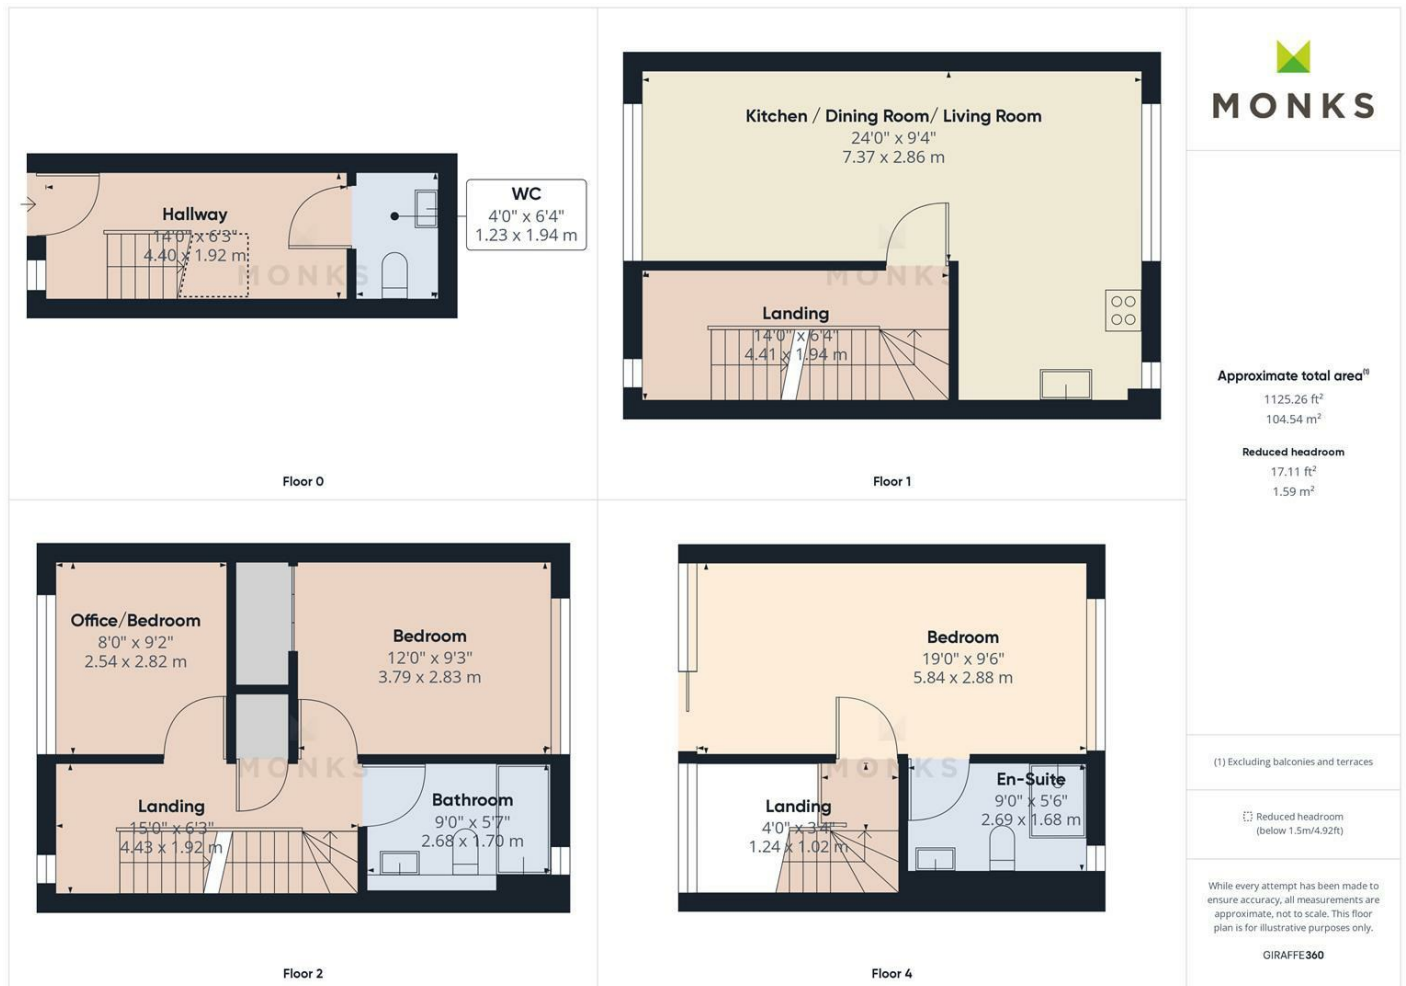 Hallway
14'0" x 6'3"
4.40 x 1.92 m
WC
4'0" x 6'4"
1.23 x 1.94 m
MONKS
Floor 0
Kitchen / Dining Room/ Living Room
24'0" x 9'4"
7.37 x 2.86 m
MONKS
Landing
14'0" x 6'4"
4.41 x 1.94 m
Floor 1
Office/Bedroom
8'0" x 9'2"
2.54 x 2.82 m
Bedroom
12'0" x 9'3"
3.79 x 2.83 m
MONKS
Landing
15'0" x 6'3"
4.43 x 1.92 m
Bathroom
9'0" x 5'7"
2.68 x 1.70 m
Floor 2
Bedroom
19'0" x 9'6"
5.84 x 2.88 m
MONKS
Landing
4'0" x 3'4"
1.24 x 1.02 m
En-Suite
9'0" x 5'6"
2.69 x 1.68 m
Floor 4
MONKS
Approximate total area(1)
1125.26 ft²
104.54 m²
Reduced headroom
17.11 ft²
1.59 m²
(1) Excluding balconies and terraces
Reduced headroom
(below 1.5m/4.92ft)
While every attempt has been made to
ensure accuracy, all measurements are
approximate, not to scale. This floor
plan is for illustrative purposes only.
GIRAFFE360